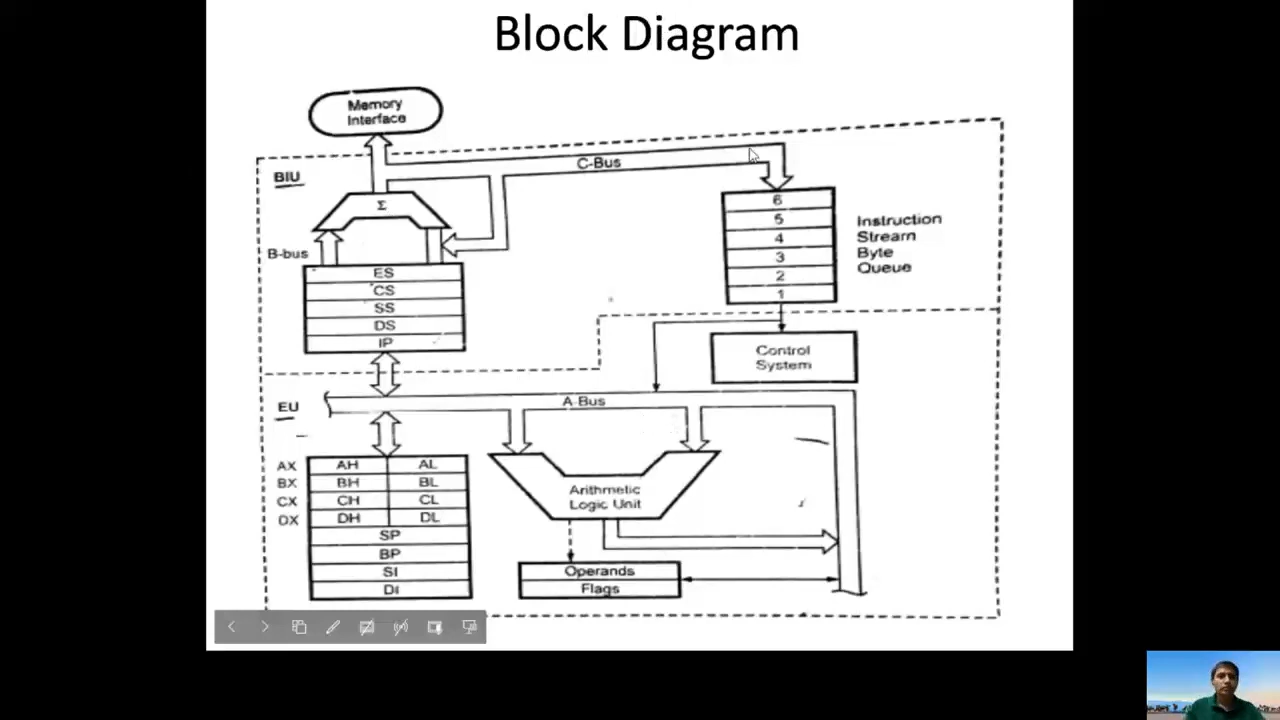 Block Diagram
Memory
Interface
BIU
C-Bus
Σ
B-bus
ES
CS
SS
DS
IP
6
5
4
3
2
1
Instruction
Stream
Byte
Queue
Control
System
EU
A-Bus
AX AH AL
BX BH BL
CX CH CL
DX DH DL
SP
BP
SI
DI
Arithmetic
Logic Unit
Operands
Flags